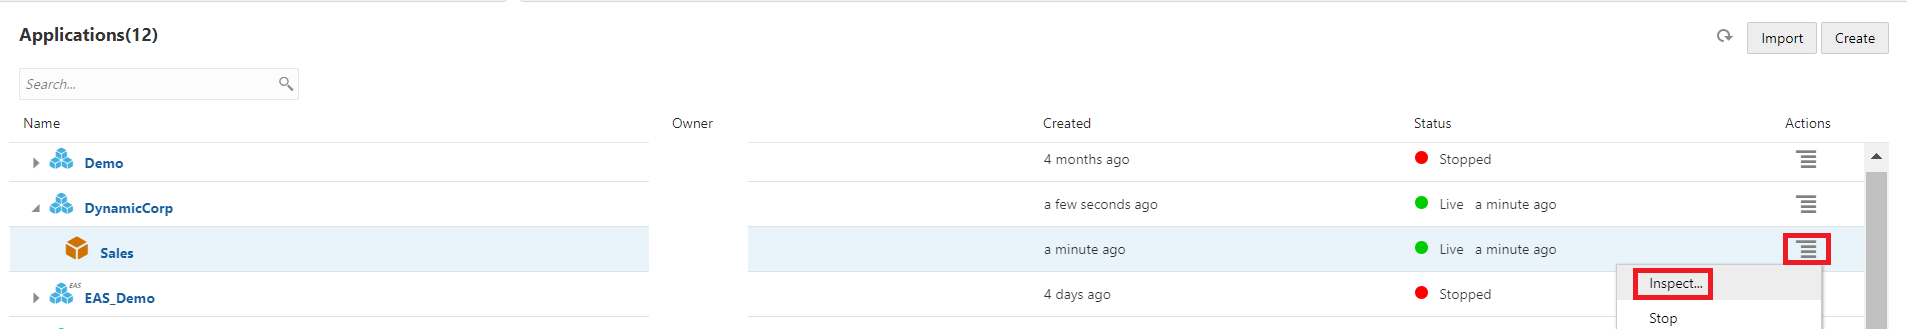 Applications(12)
Import Create
Search...
Name Owner Created Status Actions
Demo 4 months ago Stopped
DynamicCorp a few seconds ago Live a minute ago
Sales a minute ago Live a minute ago
Inspect...
EAS EAS_Demo 4 days ago Stopped
Stop